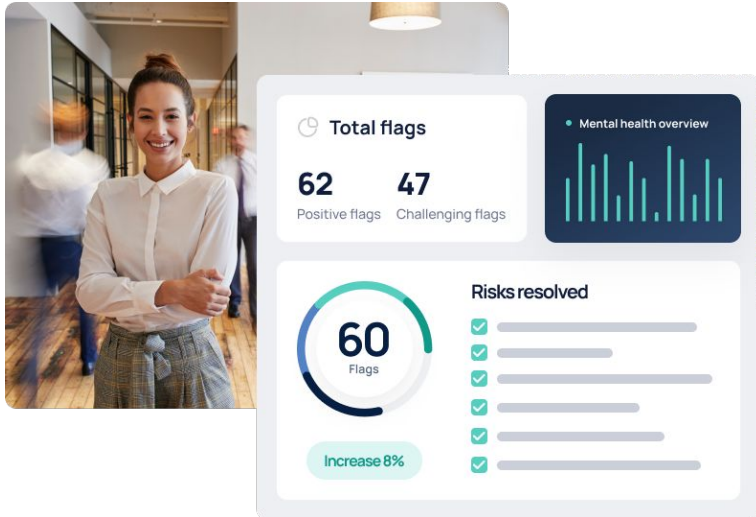 Total flags
62
Positive flags
47
Challenging flags
Mental health overview
60
Flags
Increase 8%
Risks resolved